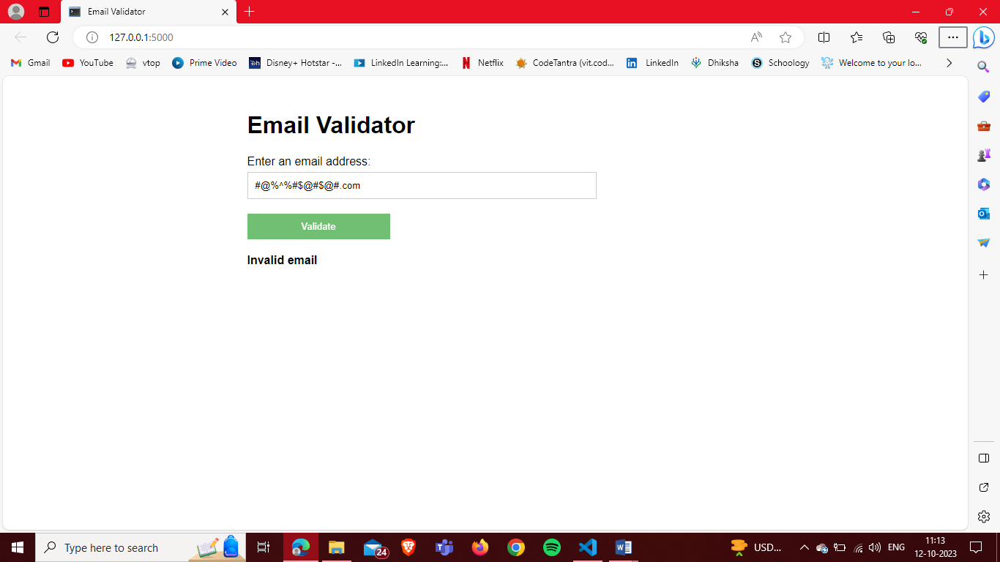 Email Validator
127.0.0.1:5000
Gmail YouTube vtop Prime Video Disney+ Hotstar -... LinkedIn Learning:... Netflix CodeTantra (vit.cod... LinkedIn Dhiksha Schoology Welcome to your lo...
Email Validator
Enter an email address:
#@%^%#$@#$@#.com
Validate
Invalid email
Type here to search 24 USD... ENG 11:13
12-10-2023